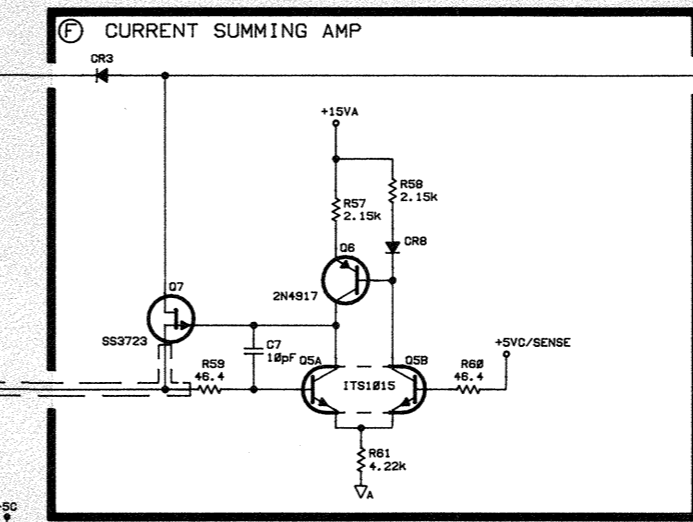 F CURRENT SUMMING AMP
CR3
+15VA
R58
2.15k
R57
2.15k
CR8
Q6
2N4917
Q7
SS3723
C7
10pF
+5VC/SENSE
R59
46.4
Q5A
ITS1015
Q5B
R60
46.4
R61
4.22k
A
5C